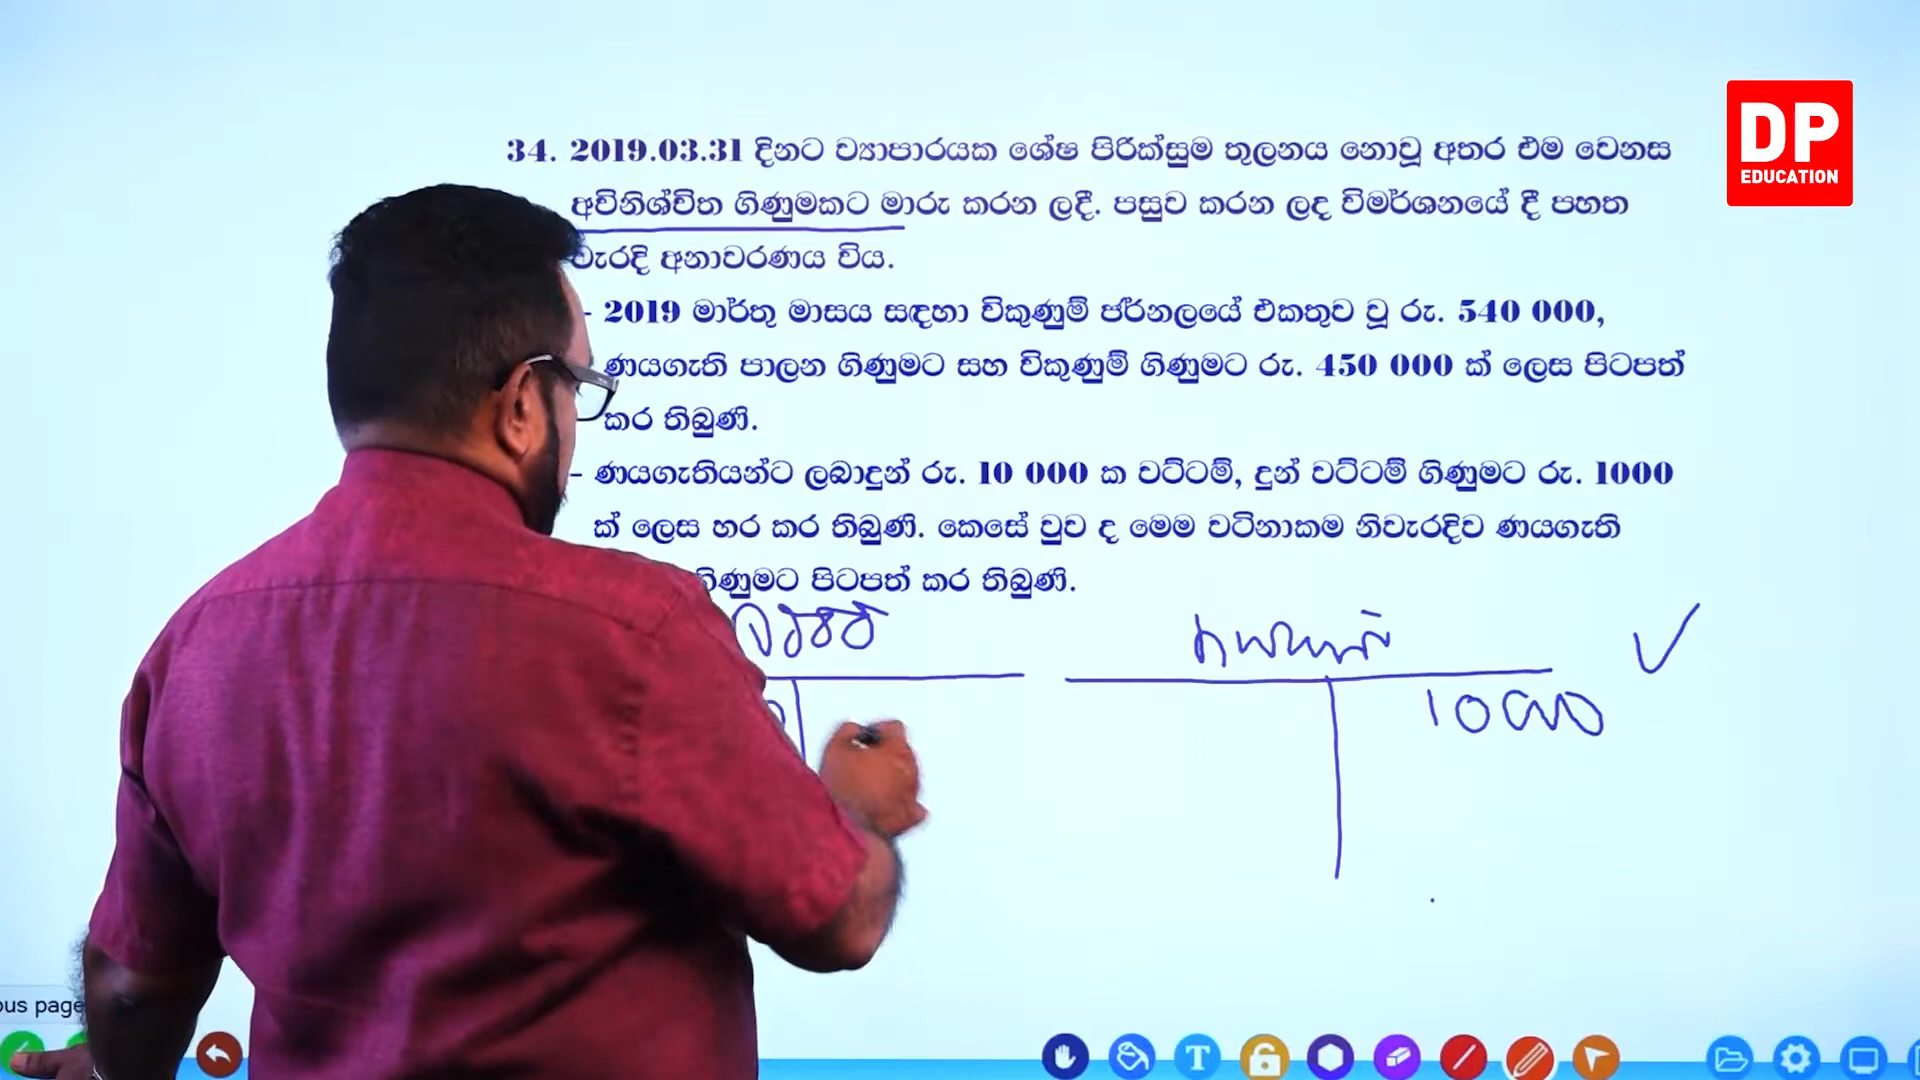 DP
EDUCATION
34. 2019.03.31 දිනට ව්‍යාපාරයක ශේෂ පිරික්සුම තුලනය නොවූ අතර එම වෙනස
අවිනිශ්චිත ගිණුමකට මාරු කරන ලදී. පසුව කරන ලද විමර්ශනයේ දී පහත
වැරදි අනාවරණය විය.
- 2019 මාර්තු මාසය සඳහා විකුණුම් ජර්නලයේ එකතුව වූ රු. 540 000,
ණයගැති පාලන ගිණුමට සහ විකුණුම් ගිණුමට රු. 450 000 ක් ලෙස පිටපත්
කර තිබුණි.
- ණයගැතියන්ට ලබාදුන් රු. 10 000 ක වට්ටම්, දුන් වට්ටම් ගිණුමට රු. 1000
ක් ලෙස හර කර තිබුණි. කෙසේ වුව ද මෙම වටිනාකම නිවැරදිව ණයගැති
ගිණුමට පිටපත් කර තිබුණි.
10000
ous page
T